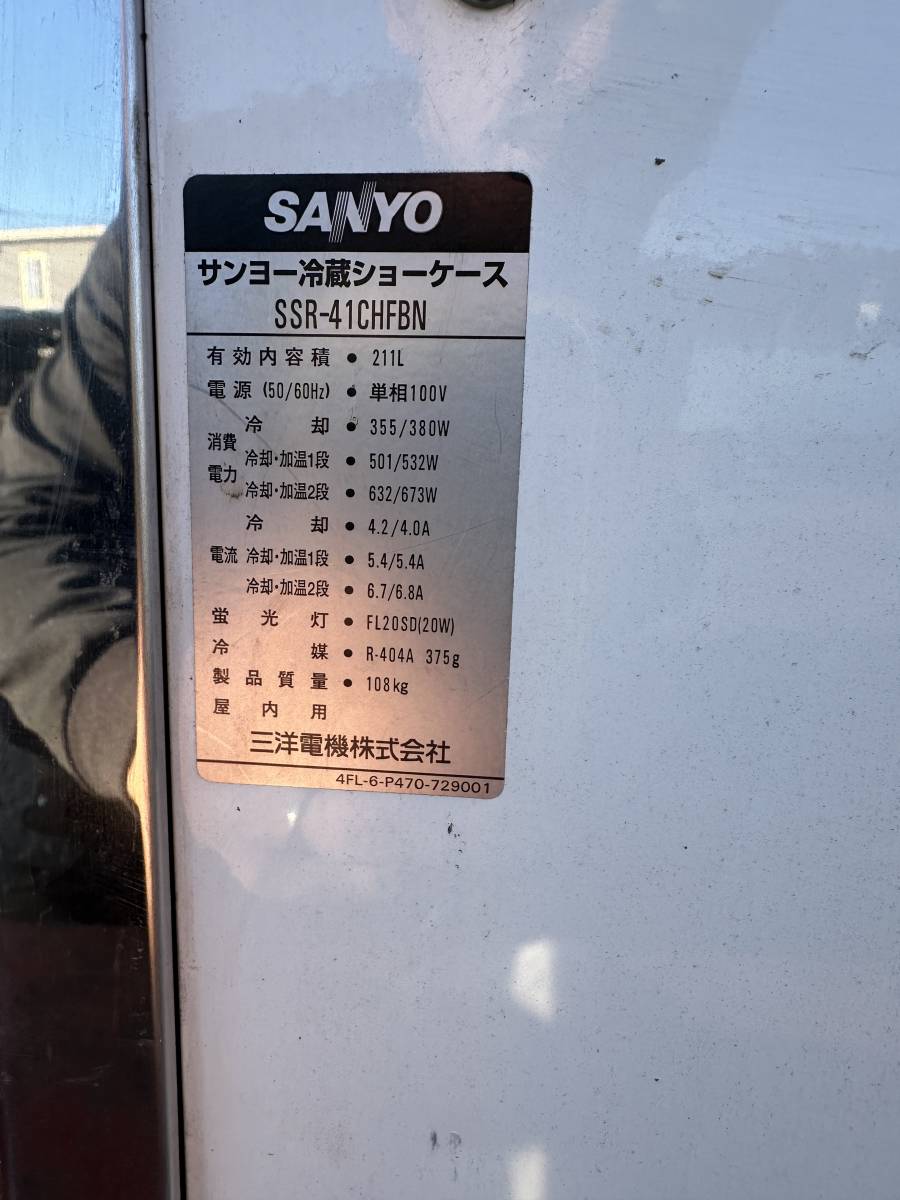 SANYO
サンヨー冷蔵ショーケース
SSR-41CHFBN
有効内容積 • 211L
電源 (50/60Hz) • 単相100V
消費電力 冷却 • 355/380W
冷却・加温1段 • 501/532W
冷却・加温2段 • 632/673W
電流 冷却 • 4.2/4.0A
冷却・加温1段 • 5.4/5.4A
冷却・加温2段 • 6.7/6.8A
蛍光灯 • FL20SD(20W)
冷媒 • R-404A 375g
製品質量 • 108kg
屋内用
三洋電機株式会社
4FL-6-P470-729001